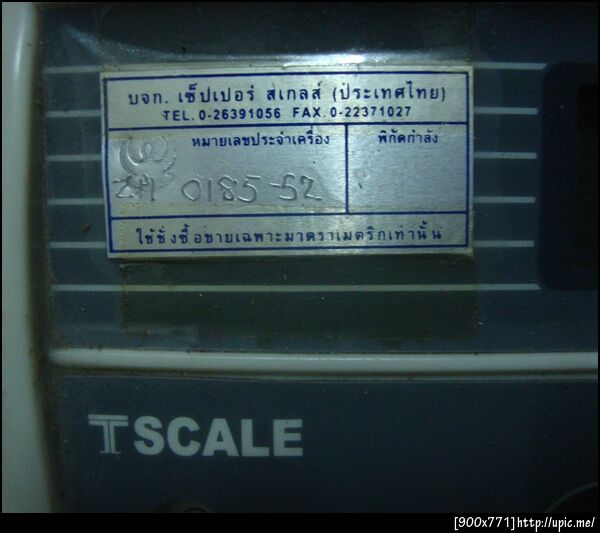 บจก. เซ็ปเปอร์ สเกลส์ (ประเทศไทย)
TEL. 0-26391056 FAX. 0-22371027
หมายเลขประจำเครื่อง
พิกัดกำลัง
0185-52
ใช้ชั่งซื้อขายเฉพาะมาตราเมตริกเท่านั้น
TSCALE
[900x771]http://upic.me/